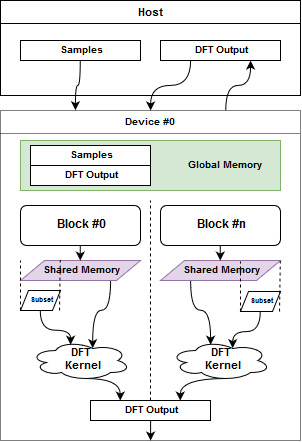 Host
Samples
DFT Output
Device #0
Samples
DFT Output
Global Memory
Block #0
Block #n
Shared Memory
Shared Memory
Subset
Subset
DFT
Kernel
DFT
Kernel
DFT Output